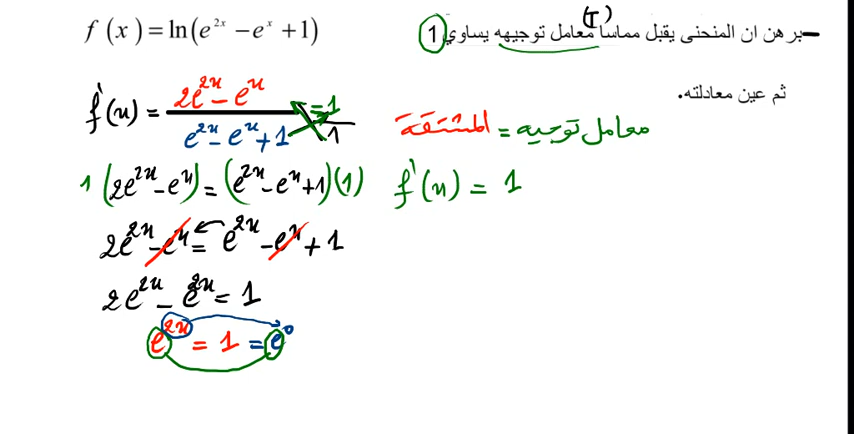 f(x) = ln(e^{2x} − e^x + 1)
برهن ان المنحنى يقبل مماسا (T) معامل توجيهه يساوي 1
ثم عين معادلته.
f'(x) = (2e^{2x} − e^x) / (e^{2x} − e^x + 1) = 1/1
معامل توجيه = المشتقة
1(2e^{2x} − e^x) = (e^{2x} − e^x + 1)(1)
f'(x) = 1
2e^{2x} − e^x = e^{2x} − e^x + 1
2e^{2x} − e^{2x} = 1
e^{2x} = 1 = e^0